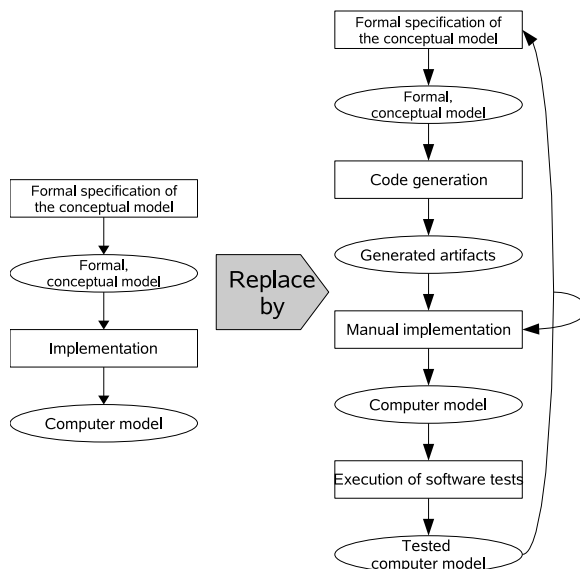 Formal specification of
the conceptual model
Formal,
conceptual model
Implementation
Computer model
Replace
by
Formal specification of
the conceptual model
Formal,
conceptual model
Code generation
Generated artifacts
Manual implementation
Computer model
Execution of software tests
Tested
computer model